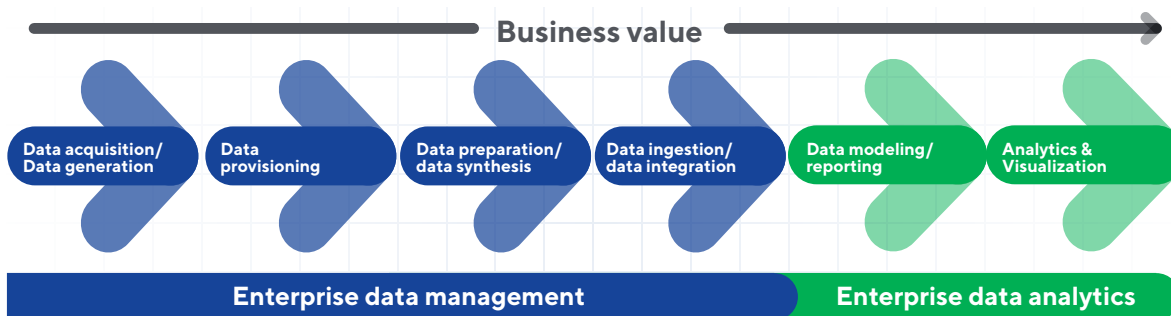 Business value
Data acquisition/
Data generation
Data
provisioning
Data preparation/
data synthesis
Data ingestion/
data integration
Data modeling/
reporting
Analytics &
Visualization
Enterprise data management
Enterprise data analytics